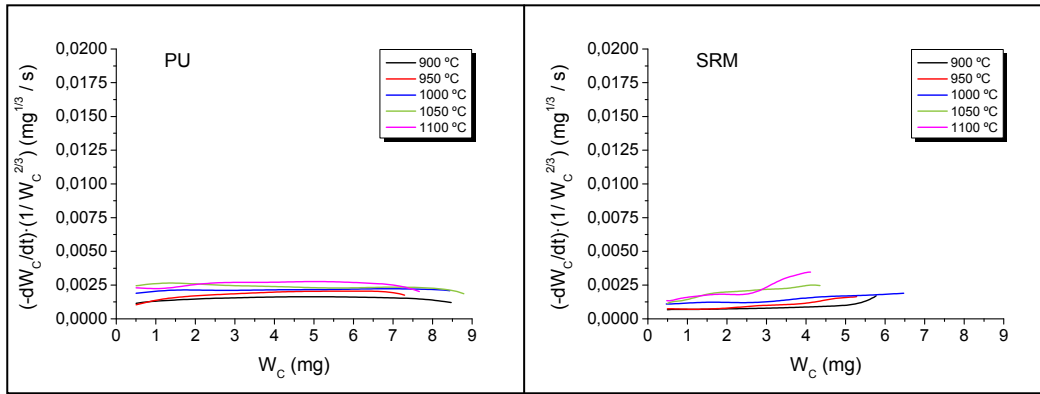 PU
900 ºC
950 ºC
1000 ºC
1050 ºC
1100 ºC
0,0200
0,0175
0,0150
0,0125
0,0100
0,0075
0,0050
0,0025
0,0000
(-dW_C/dt)·(1/ W_C^{2/3}) (mg^{1/3} / s)
0 1 2 3 4 5 6 7 8 9
W_C (mg)
SRM
900 ºC
950 ºC
1000 ºC
1050 ºC
1100 ºC
0,0200
0,0175
0,0150
0,0125
0,0100
0,0075
0,0050
0,0025
0,0000
(-dW_C/dt)·(1/ W_C^{2/3}) (mg^{1/3} / s)
0 1 2 3 4 5 6 7 8 9
W_C (mg)